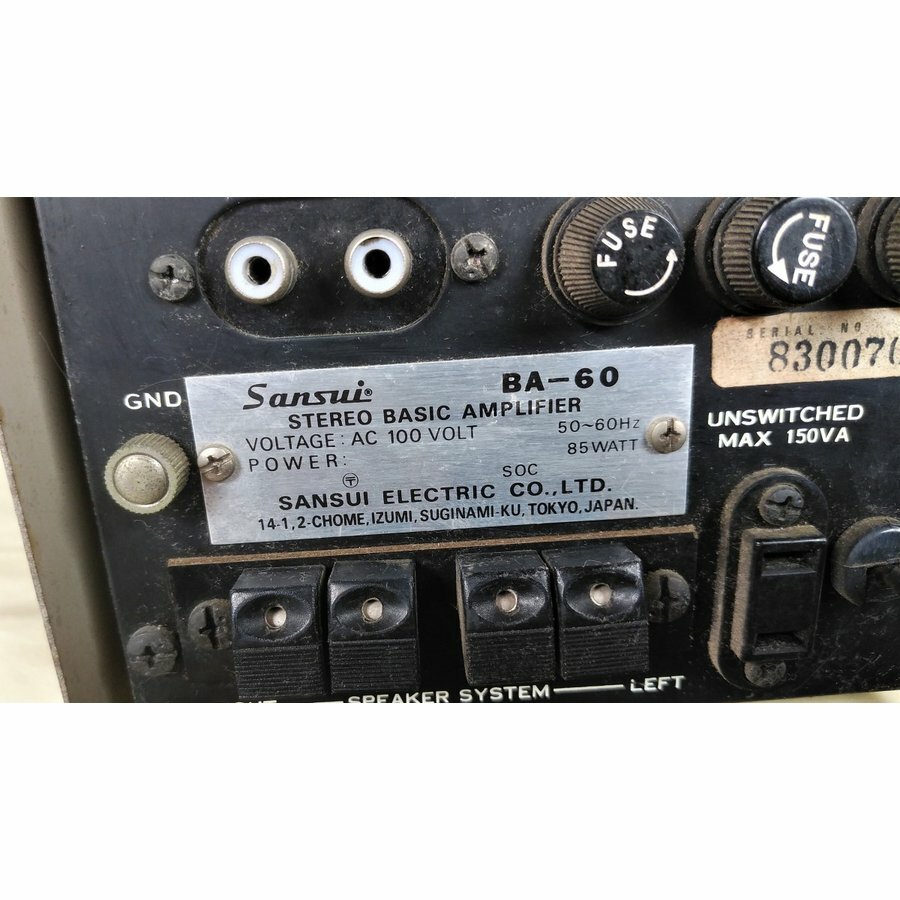 FUSE
FUSE
SERIAL NO
GND
Sansui® BA-60
STEREO BASIC AMPLIFIER
VOLTAGE: AC 100 VOLT 50~60Hz
POWER: 85WATT
〒 SOC
SANSUI ELECTRIC CO., LTD.
14-1, 2-CHOME, IZUMI, SUGINAMI-KU, TOKYO, JAPAN.
UNSWITCHED
MAX 150VA
SPEAKER SYSTEM LEFT